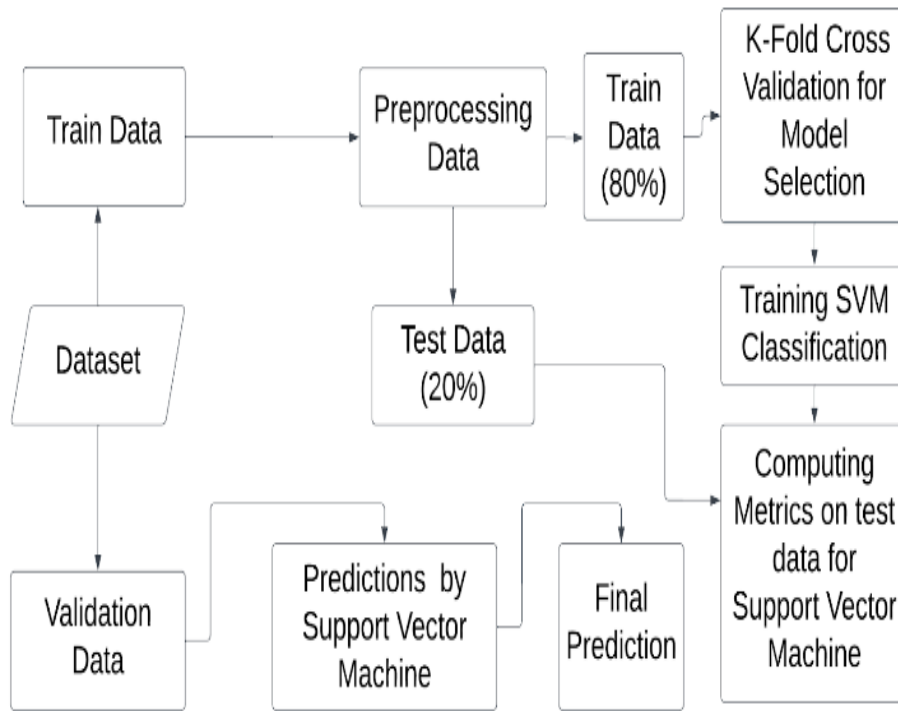 Train Data
Preprocessing
Data
Train
Data
(80%)
K-Fold Cross
Validation for
Model
Selection
Dataset
Test Data
(20%)
Training SVM
Classification
Validation
Data
Predictions by
Support Vector
Machine
Final
Prediction
Computing
Metrics on test
data for
Support Vector
Machine